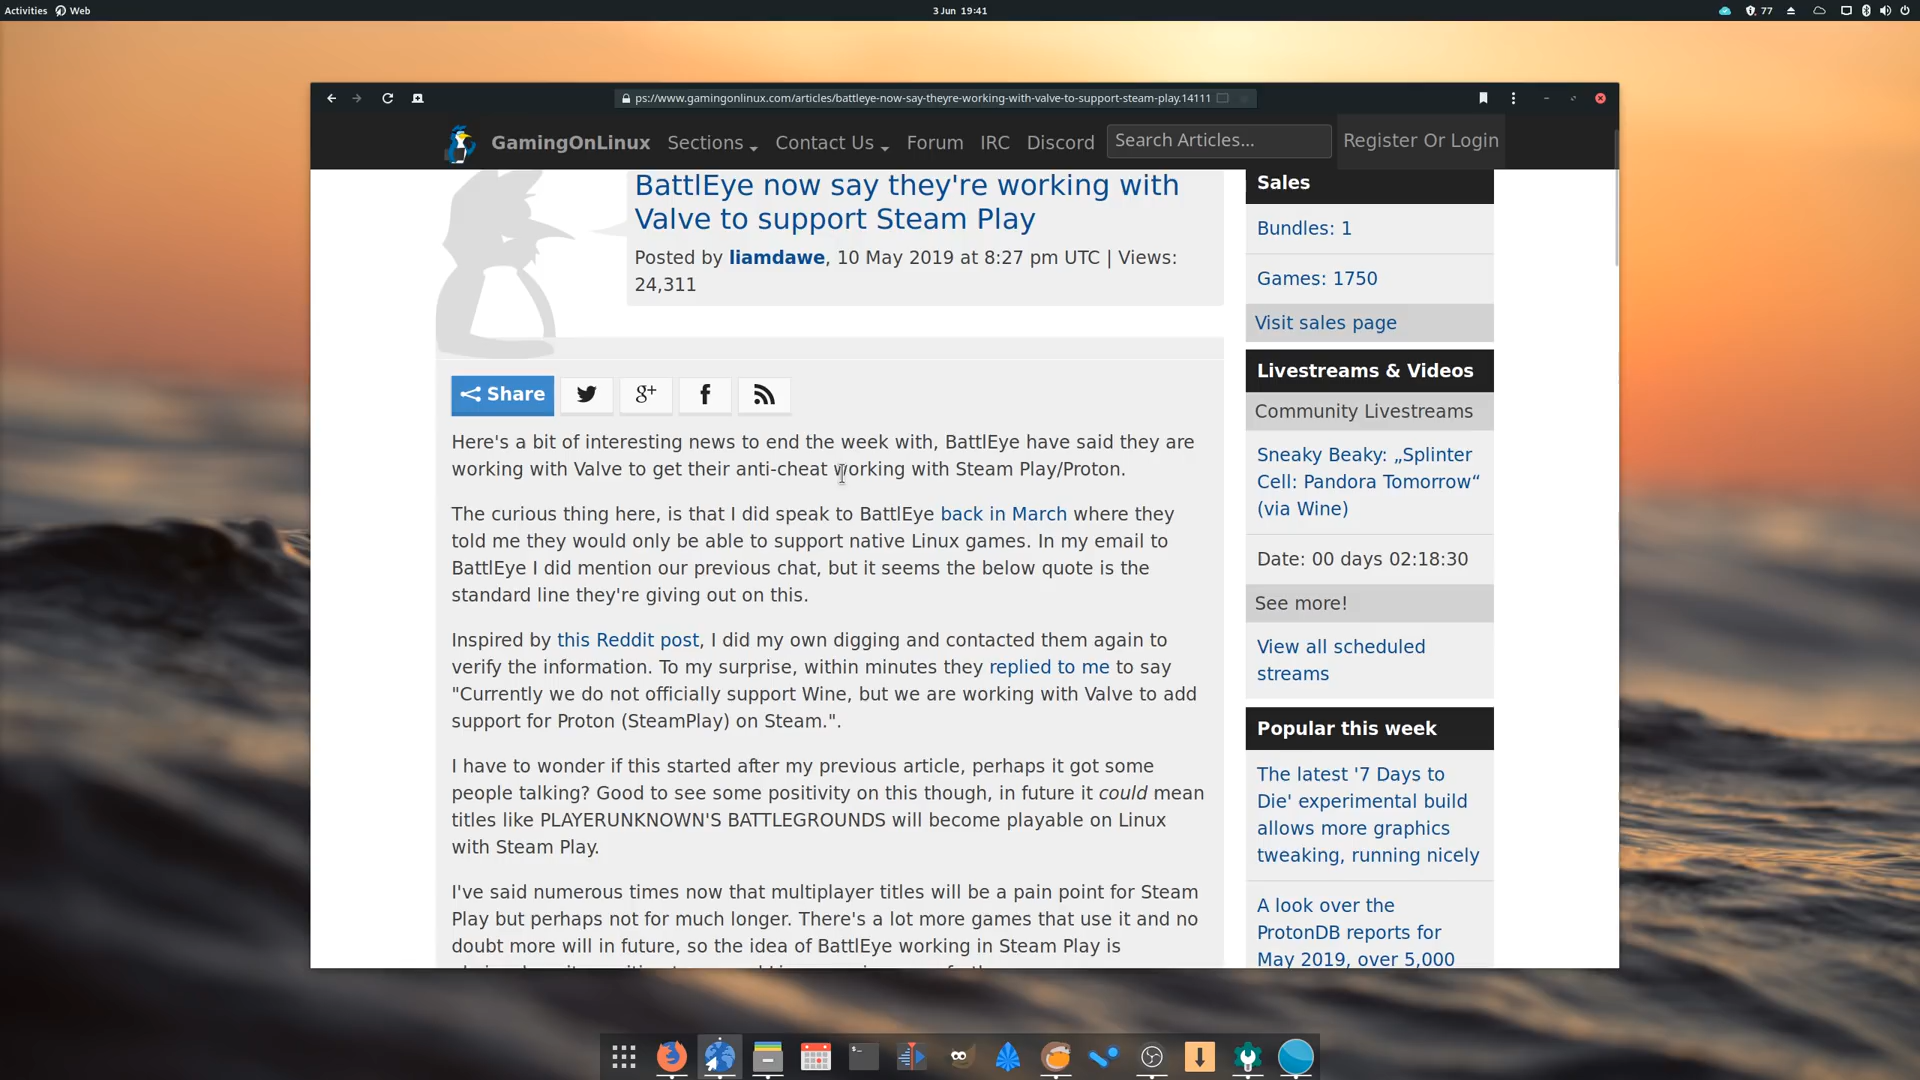 Activities Web
3 Jun 19:41
77
ps://www.gamingonlinux.com/articles/battleye-now-say-theyre-working-with-valve-to-support-steam-play.14111
GamingOnLinux Sections Contact Us Forum IRC Discord Search Articles... Register Or Login
BattlEye now say they're working with
Valve to support Steam Play
Posted by liamdawe, 10 May 2019 at 8:27 pm UTC | Views:
24,311
Share
g+
f
Here's a bit of interesting news to end the week with, BattlEye have said they are
working with Valve to get their anti-cheat working with Steam Play/Proton.
The curious thing here, is that I did speak to BattlEye back in March where they
told me they would only be able to support native Linux games. In my email to
BattlEye I did mention our previous chat, but it seems the below quote is the
standard line they're giving out on this.
Inspired by this Reddit post, I did my own digging and contacted them again to
verify the information. To my surprise, within minutes they replied to me to say
"Currently we do not officially support Wine, but we are working with Valve to add
support for Proton (SteamPlay) on Steam.".
I have to wonder if this started after my previous article, perhaps it got some
people talking? Good to see some positivity on this though, in future it could mean
titles like PLAYERUNKNOWN'S BATTLEGROUNDS will become playable on Linux
with Steam Play.
I've said numerous times now that multiplayer titles will be a pain point for Steam
Play but perhaps not for much longer. There's a lot more games that use it and no
doubt more will in future, so the idea of BattlEye working in Steam Play is
Sales
Bundles: 1
Games: 1750
Visit sales page
Livestreams & Videos
Community Livestreams
Sneaky Beaky: „Splinter
Cell: Pandora Tomorrow“
(via Wine)
Date: 00 days 02:18:30
See more!
View all scheduled
streams
Popular this week
The latest '7 Days to
Die' experimental build
allows more graphics
tweaking, running nicely
A look over the
ProtonDB reports for
May 2019, over 5,000